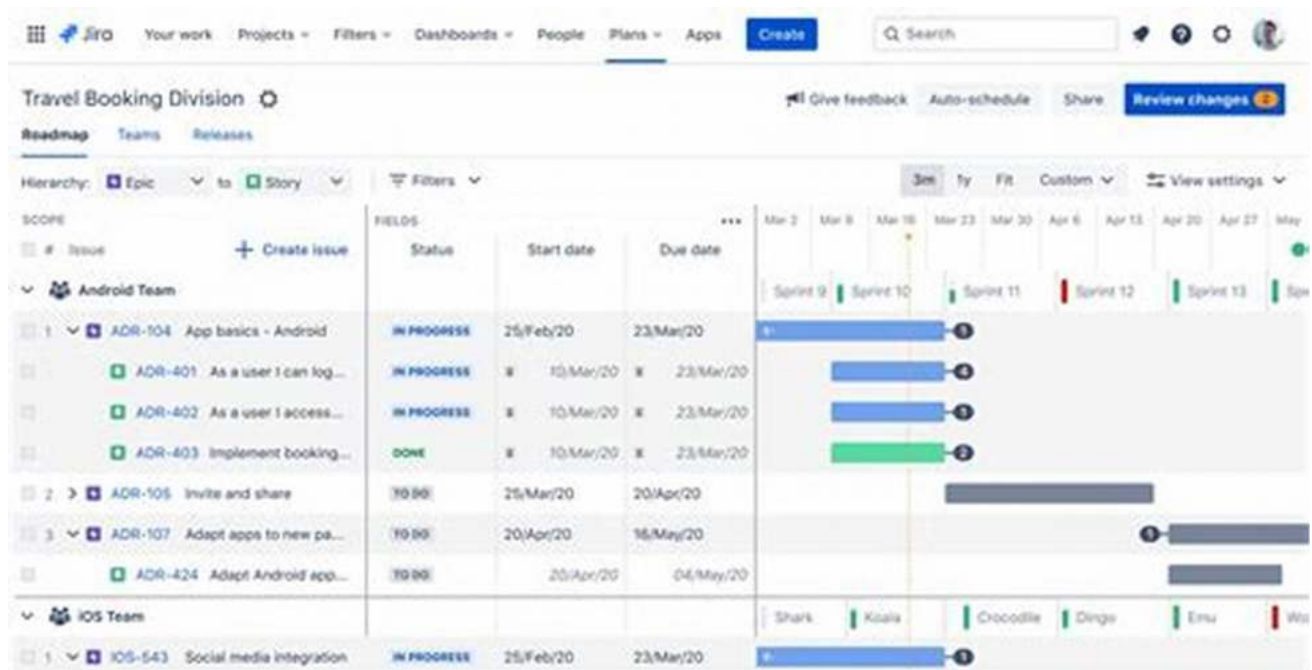 Jira Your work Projects Filters Dashboards People Plans Apps Create Search
Travel Booking Division Give feedback Auto-schedule Share Review changes 2
Roadmap Teams Releases
Hierarchy: Epic to Story Filters 3m 1y Fit Custom View settings
SCOPE FIELDS ••• Mar 2 Mar 9 Mar 16 Mar 23 Mar 30 Apr 6 Apr 13 Apr 20 Apr 27 May
# Issue + Create issue Status Start date Due date
Android Team Sprint 9 Sprint 10 Sprint 11 Sprint 12 Sprint 13
1 ADR-104 App basics - Android IN PROGRESS 25/Feb/20 23/Mar/20 1
ADR-401 As a user I can log... IN PROGRESS 10/Mar/20 23/Mar/20 4
ADR-402 As a user I access... IN PROGRESS 10/Mar/20 23/Mar/20 1
ADR-403 Implement booking... DONE 10/Mar/20 23/Mar/20 2
2 ADR-105 Invite and share TO DO 25/Mar/20 20/Apr/20
3 ADR-107 Adapt apps to new pa... TO DO 20/Apr/20 16/May/20 1
ADR-424 Adapt Android app... TO DO 20/Apr/20 04/May/20
iOS Team Shark Koala Crocodile Dingo Emu
1 IOS-543 Social media integration IN PROGRESS 25/Feb/20 23/Mar/20 1